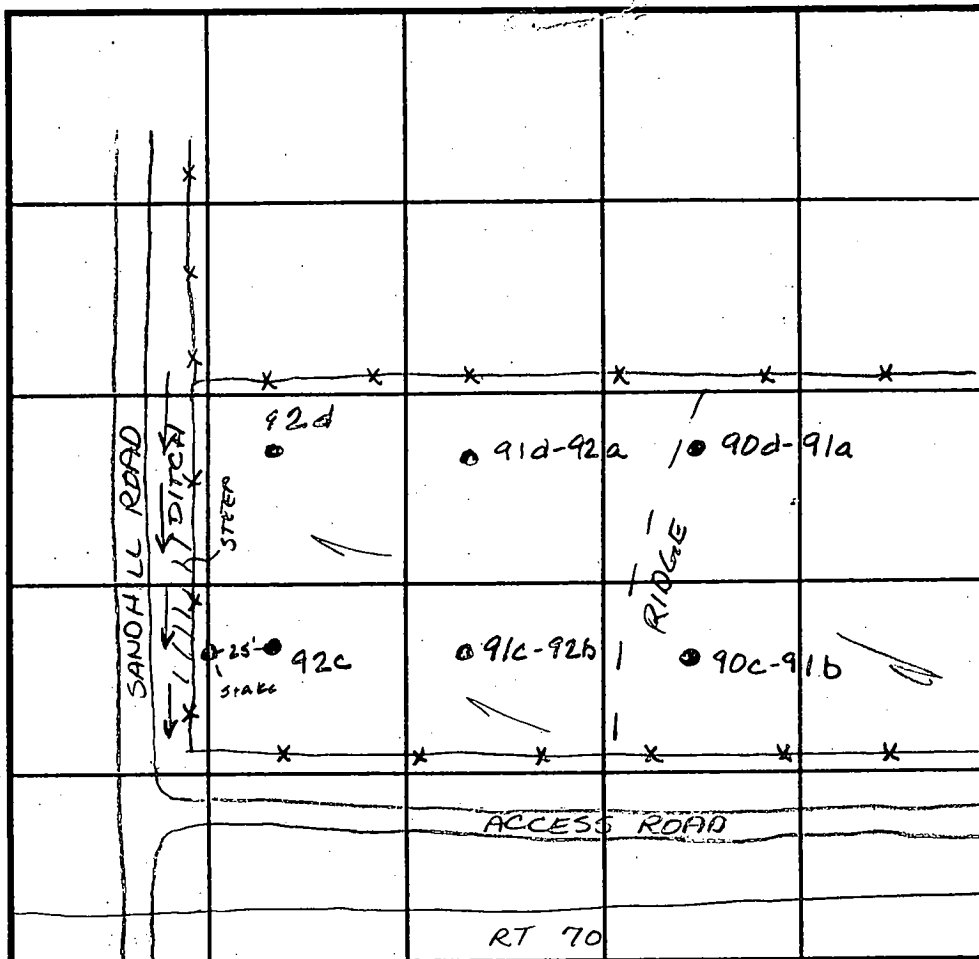 92d
91d-92a
90d-91a
SANDHILL ROAD
DITCH
STEEP
RIDGE
25'
92c
STAKE
91c-92b
90c-91b
ACCESS ROAD
RT 70